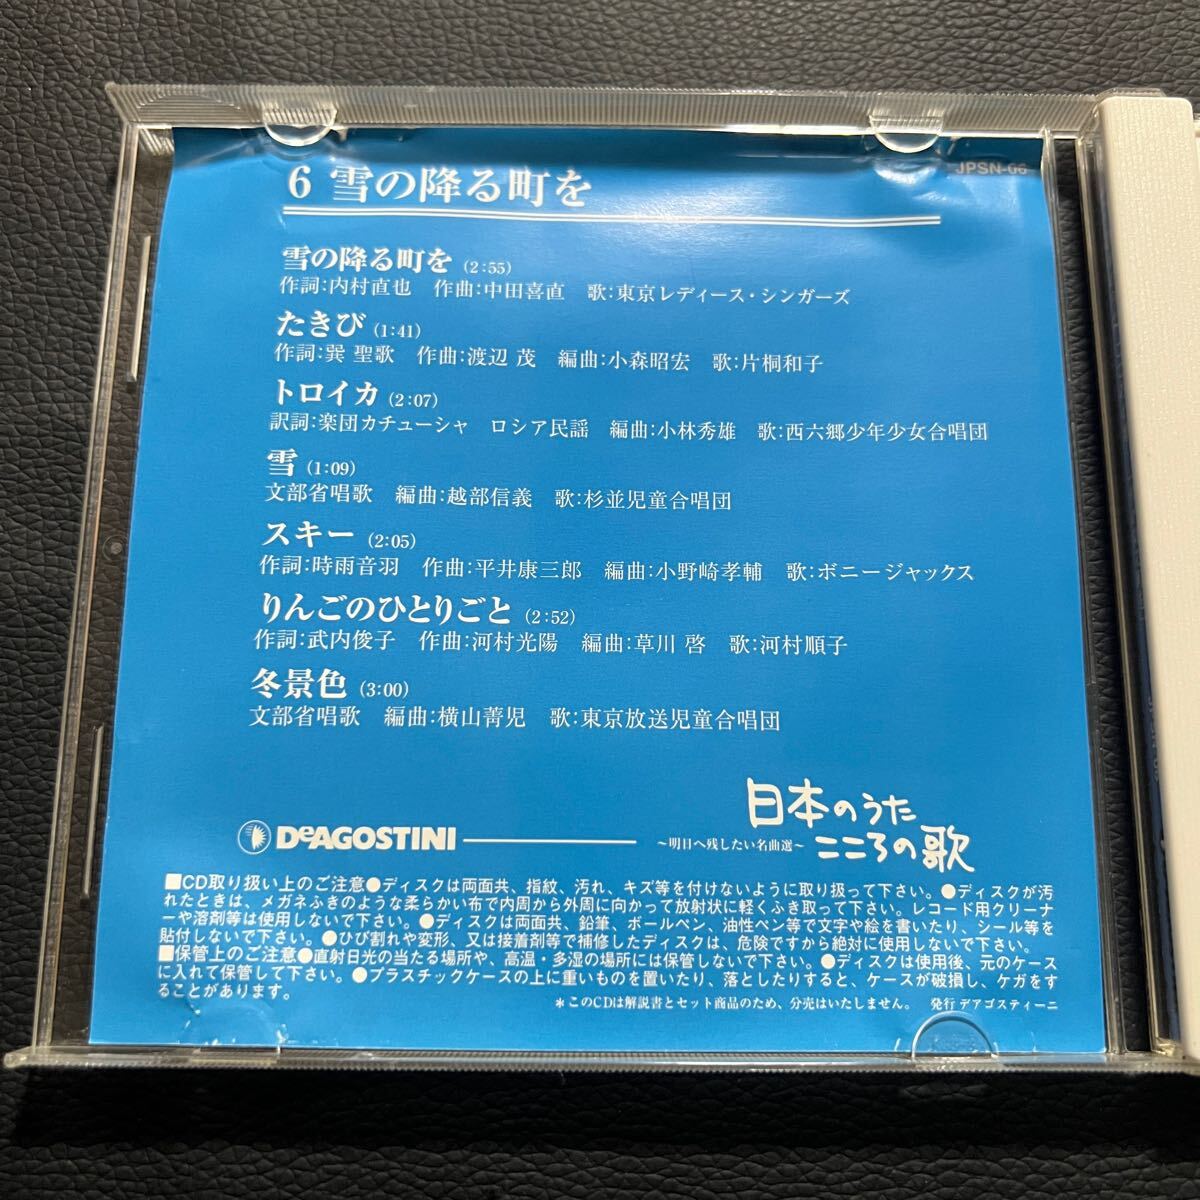 JPSN-06
6 雪の降る町を
雪の降る町を (2:55)
作詞:内村直也 作曲:中田喜直 歌:東京レディース・シンガーズ
たきび (1:41)
作詞:巽 聖歌 作曲:渡辺 茂 編曲:小森昭宏 歌:片桐和子
トロイカ (2:07)
訳詞:楽団カチューシャ ロシア民謡 編曲:小林秀雄 歌:西六郷少年少女合唱団
雪 (1:09)
文部省唱歌 編曲:越部信義 歌:杉並児童合唱団
スキー (2:05)
作詞:時雨音羽 作曲:平井康三郎 編曲:小野崎孝輔 歌:ボニージャックス
りんごのひとりごと (2:52)
作詞:武内俊子 作曲:河村光陽 編曲:草川 啓 歌:河村順子
冬景色 (3:00)
文部省唱歌 編曲:横山菁児 歌:東京放送児童合唱団
日本のうた
DeAGOSTINI ～明日へ残したい名曲選～ こころの歌
■CD取り扱い上のご注意●ディスクは両面共、指紋、汚れ、キズ等を付けないように取り扱って下さい。●ディスクが汚
れたときは、メガネふきのような柔らかい布で内周から外周に向かって放射状に軽くふき取って下さい。レコード用クリーナ
ーや溶剤等は使用しないで下さい。●ディスクは両面共、鉛筆、ボールペン、油性ペン等で文字や絵を書いたり、シール等を
貼付しないで下さい。●ひび割れや変形、又は接着剤等で補修したディスクは、危険ですから絶対に使用しないで下さい。
■保管上のご注意●直射日光の当たる場所や、高温・多湿の場所には保管しないで下さい。●ディスクは使用後、元のケース
に入れて保管して下さい。●プラスチックケースの上に重いものを置いたり、落としたりすると、ケースが破損し、ケガをす
ることがあります。
＊このCDは解説書とセット商品のため、分売はいたしません。 発行 デアゴスティーニ